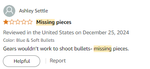 Ashley Settle
Missing pieces
Reviewed in the United States on December 25, 2024
Color: Blue & Soft Bullets
Gears wouldn't work to shoot bullets- missing pieces.
Helpful
Report